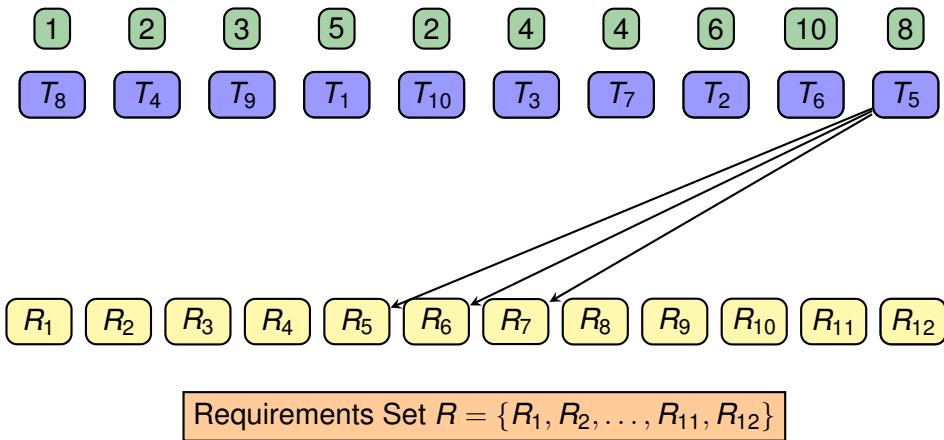 1 2 3 5 2 4 4 6 10 8
T₈ T₄ T₉ T₁ T₁₀ T₃ T₇ T₂ T₆ T₅
R₁ R₂ R₃ R₄ R₅ R₆ R₇ R₈ R₉ R₁₀ R₁₁ R₁₂
Requirements Set R = {R₁, R₂, . . . , R₁₁, R₁₂}